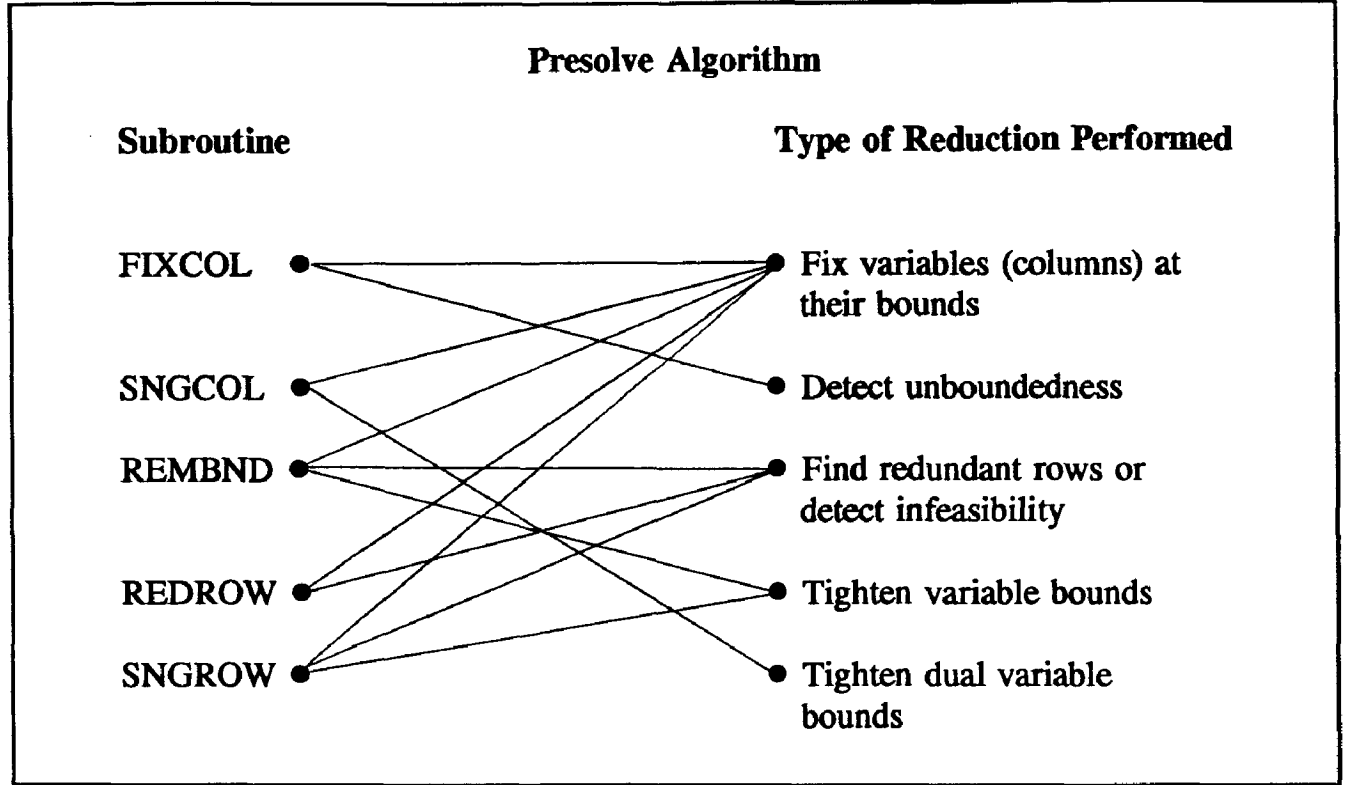 Presolve Algorithm
Subroutine
Type of Reduction Performed
FIXCOL
Fix variables (columns) at
their bounds
SNGCOL
Detect unboundedness
REMBND
Find redundant rows or
detect infeasibility
REDROW
Tighten variable bounds
SNGROW
Tighten dual variable
bounds